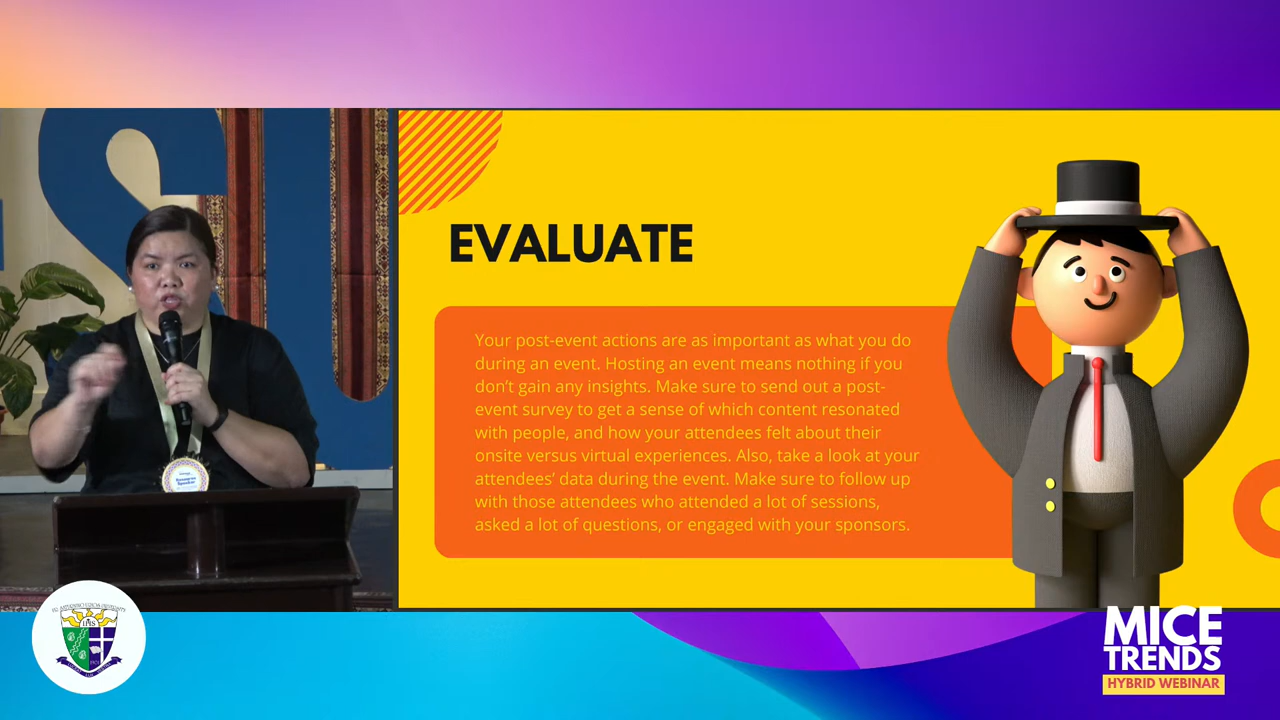 EVALUATE
Your post-event actions are as important as what you do
during an event. Hosting an event means nothing if you
don't gain any insights. Make sure to send out a post-
event survey to get a sense of which content resonated
with people, and how your attendees felt about their
onsite versus virtual experiences. Also, take a look at your
attendees' data during the event. Make sure to follow up
with those attendees who attended a lot of sessions,
asked a lot of questions, or engaged with your sponsors.
Resource
Speaker
IHS
MICE
TRENDS
HYBRID WEBINAR